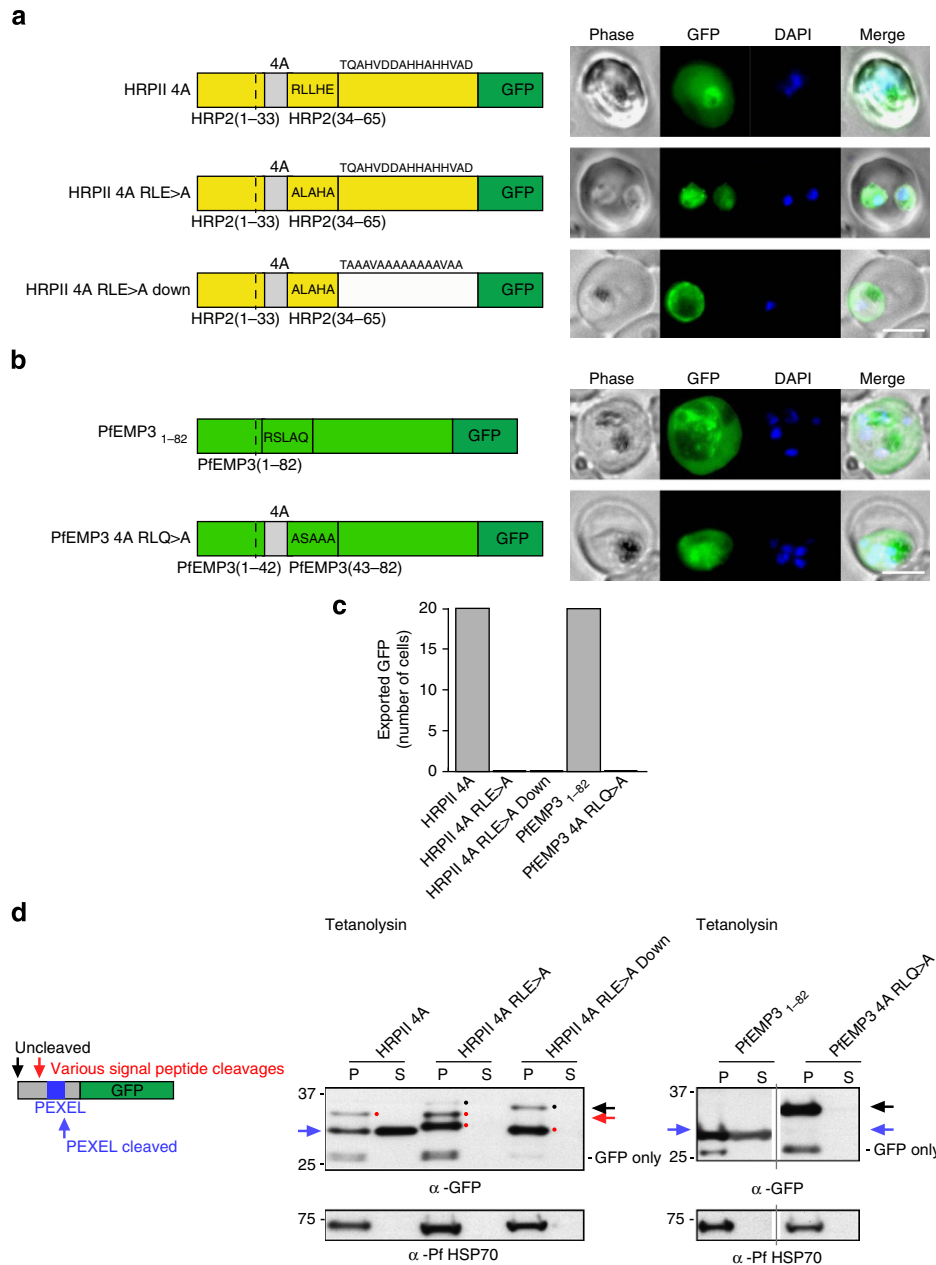 a
Phase GFP DAPI Merge
4A TQAHVDDAHHAHHVAD
HRPII 4A RLLHE GFP
HRP2(1–33) HRP2(34–65)
4A TQAHVDDAHHAHHVAD
HRPII 4A RLE>A ALAHA GFP
HRP2(1–33) HRP2(34–65)
4A TAAAVAAAAAAAAVAA
HRPII 4A RLE>A down ALAHA GFP
HRP2(1–33) HRP2(34–65)
b
Phase GFP DAPI Merge
PfEMP3 1–82 RSLAQ GFP
PfEMP3(1–82)
4A
PfEMP3 4A RLQ>A ASAAA GFP
PfEMP3(1–42) PfEMP3(43–82)
c
Exported GFP
(number of cells)
20
15
10
5
0
HRPII 4A
HRPII 4A RLE>A
HRPII 4A RLE>A Down
PfEMP3 1–82
PfEMP3 4A RLQ>A
d
Tetanolysin
Tetanolysin
Uncleaved
Various signal peptide cleavages
GFP
PEXEL
PEXEL cleaved
HRPII 4A
HRPII 4A RLE>A
HRPII 4A RLE>A Down
P S P S P S
37
25
GFP only
α -GFP
75
α -Pf HSP70
PfEMP3 1–82
PfEMP3 4A RLQ>A
P S P S
37
25
GFP only
α -GFP
75
α -Pf HSP70